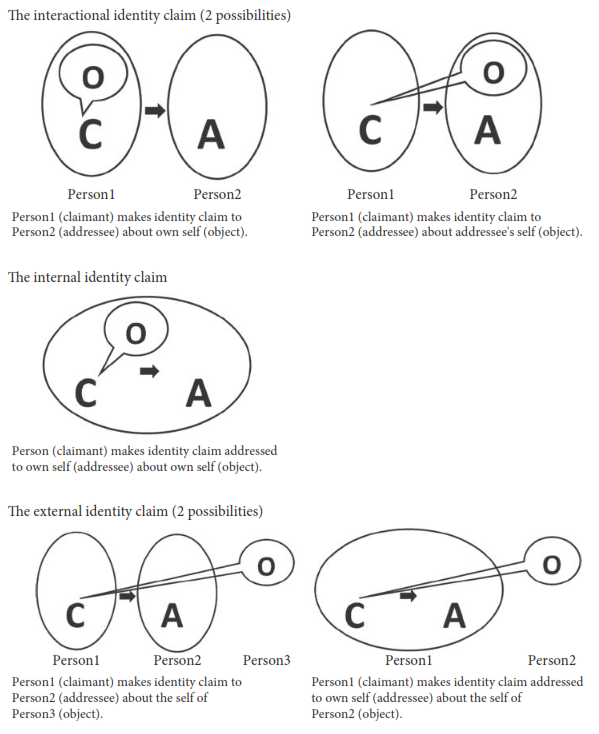 The interactional identity claim (2 possibilities)
O
C
A
O
C
A
Person1
Person2
Person1
Person2
Person1 (claimant) makes identity claim to
Person2 (addressee) about own self (object).
Person1 (claimant) makes identity claim to
Person2 (addressee) about addressee's self (object).
The internal identity claim
O
C
A
Person (claimant) makes identity claim addressed
to own self (addressee) about own self (object).
The external identity claim (2 possibilities)
O
C
A
O
C
A
Person1
Person2
Person3
Person1
Person2
Person1 (claimant) makes identity claim to
Person2 (addressee) about the self of
Person3 (object).
Person1 (claimant) makes identity claim addressed
to own self (addressee) about the self of
Person2 (object).